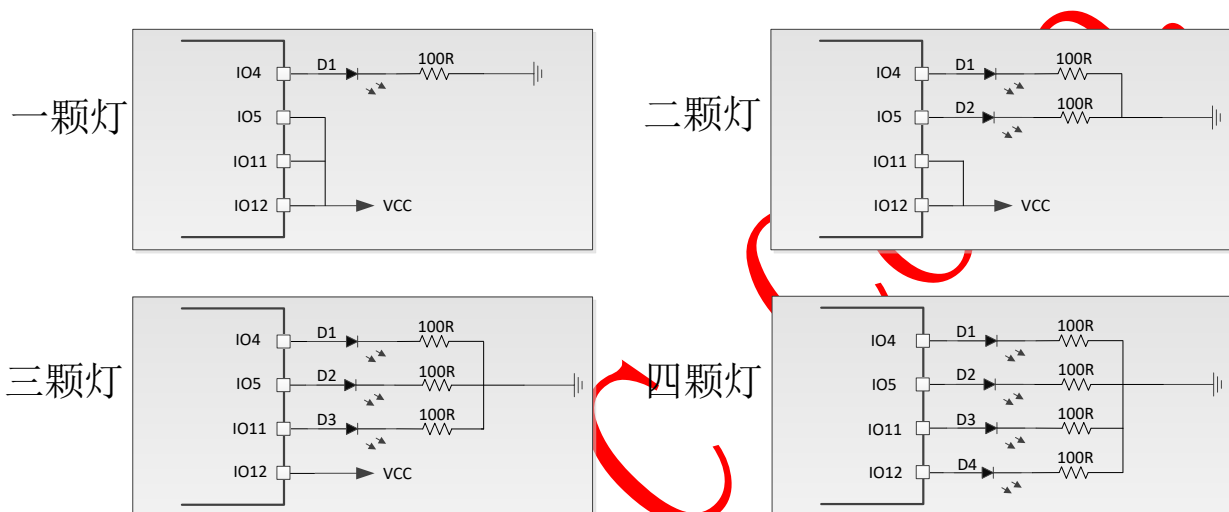 一颗灯
IO4 D1 100R
IO5
IO11
IO12 VCC
二颗灯
IO4 D1 100R
IO5 D2 100R
IO11
IO12 VCC
三颗灯
IO4 D1 100R
IO5 D2 100R
IO11 D3 100R
IO12 VCC
四颗灯
IO4 D1 100R
IO5 D2 100R
IO11 D3 100R
IO12 D4 100R